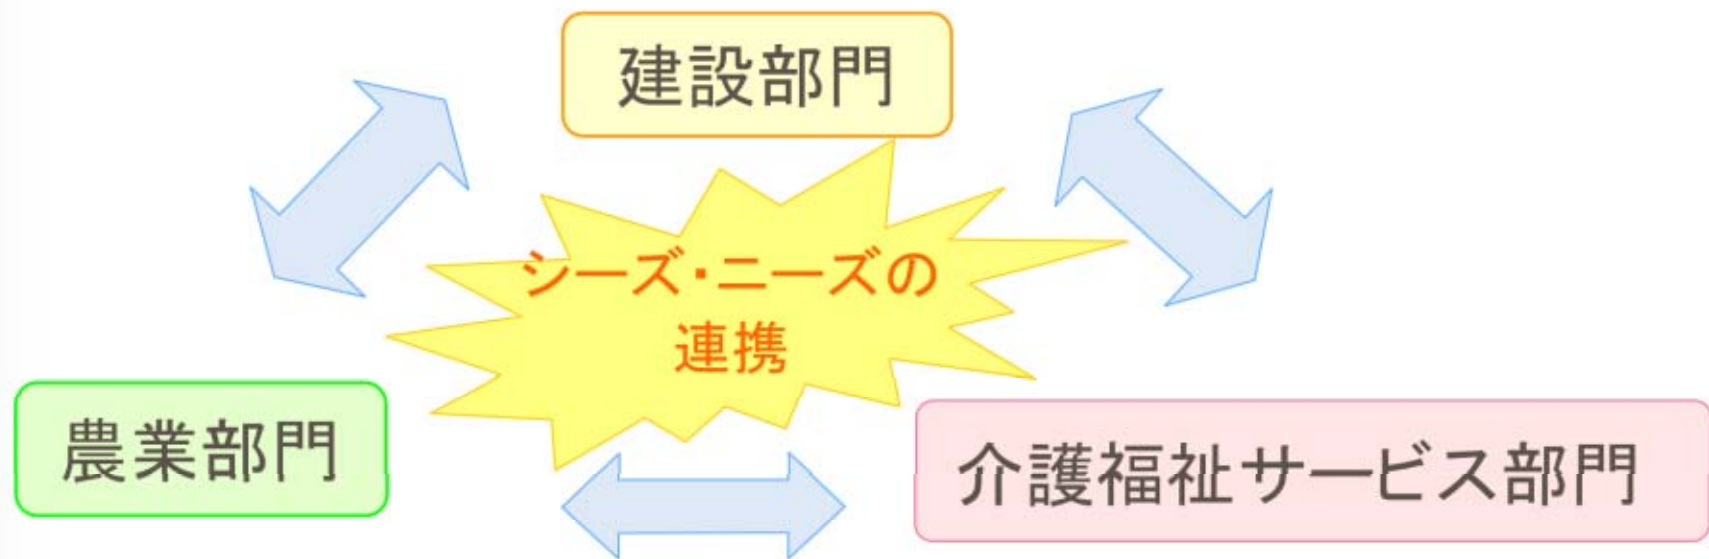 建設部門
シーズ・ニーズの
連携
農業部門
介護福祉サービス部門